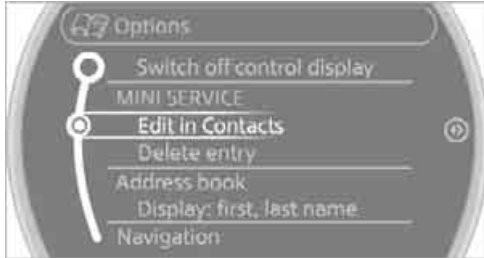 Options
Switch off control display
MINI SERVICE
Edit in Contacts
Delete entry
Address book
Display: first, last name
Navigation